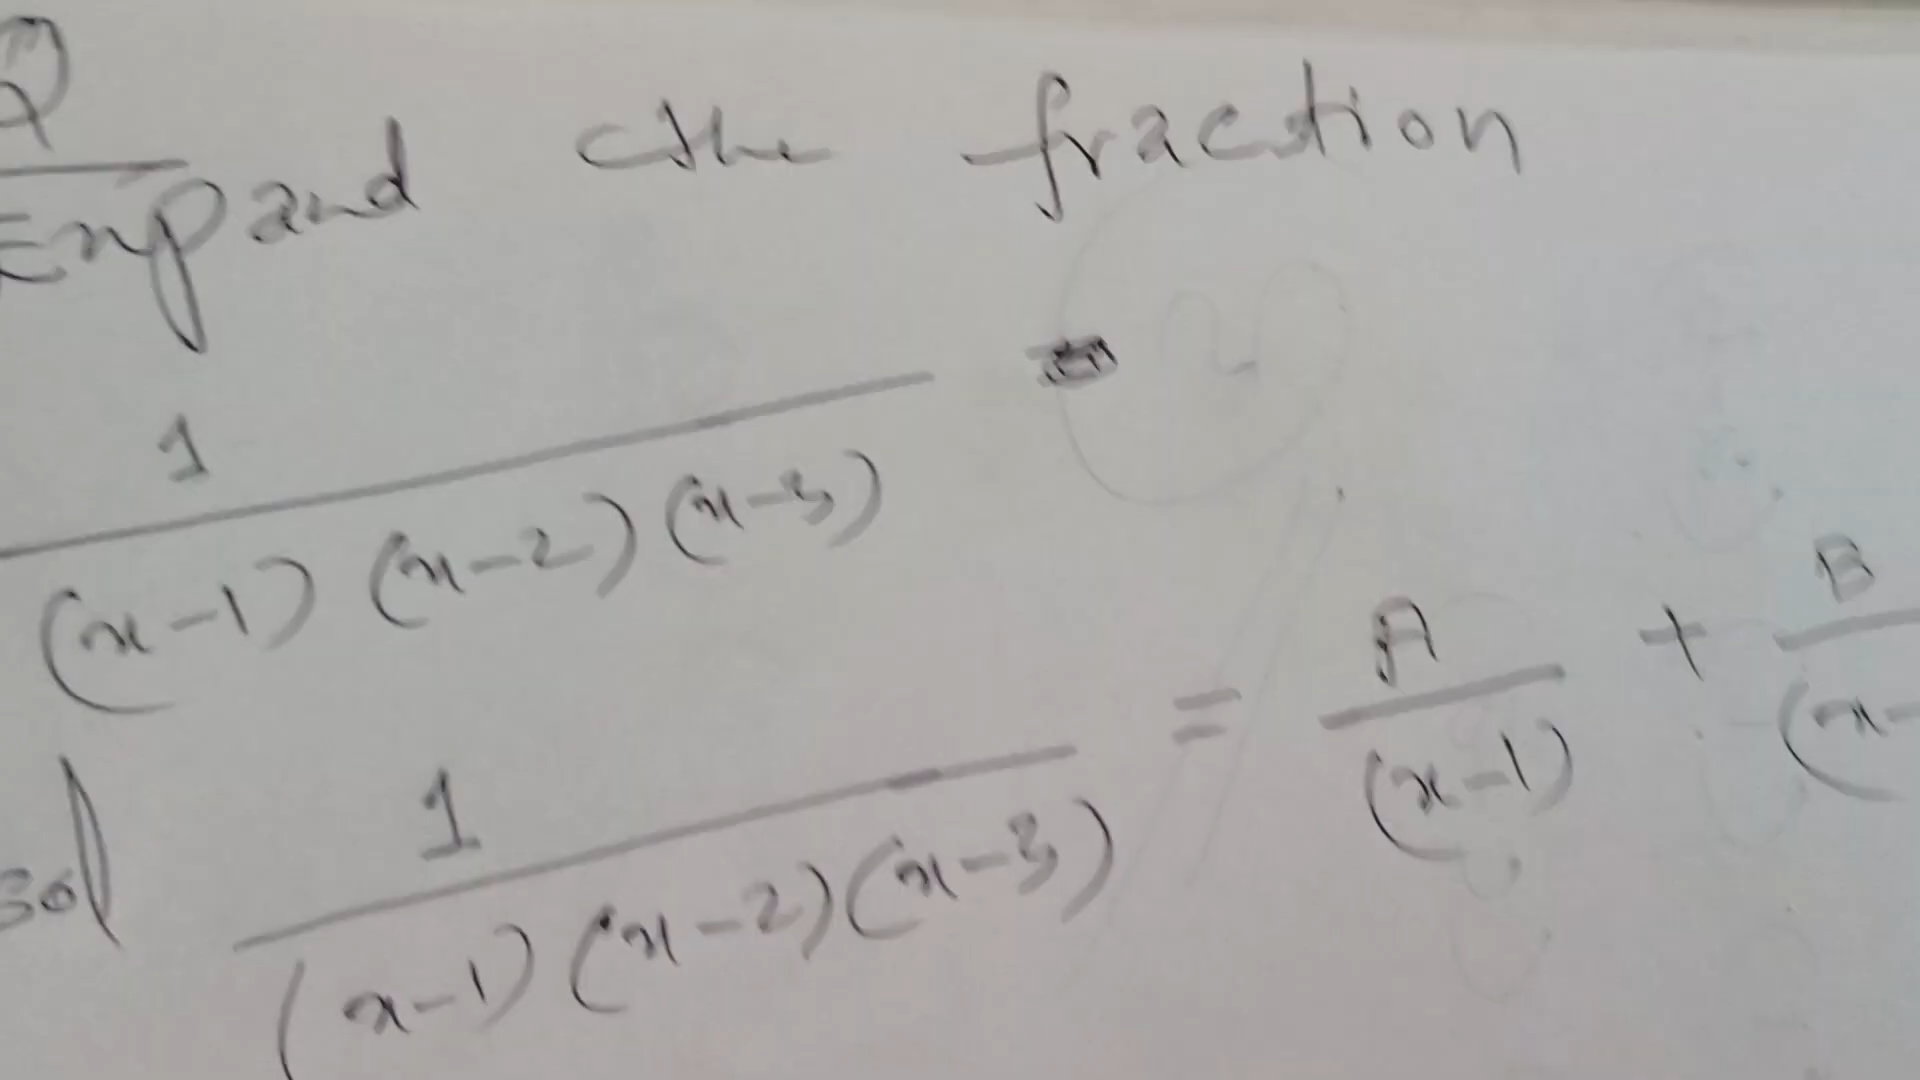 Q
Expand the fraction
1
(x-1) (x-2) (x-3)
sol 1 = A + B
(x-1) (x-2) (x-3) (x-1) (x-